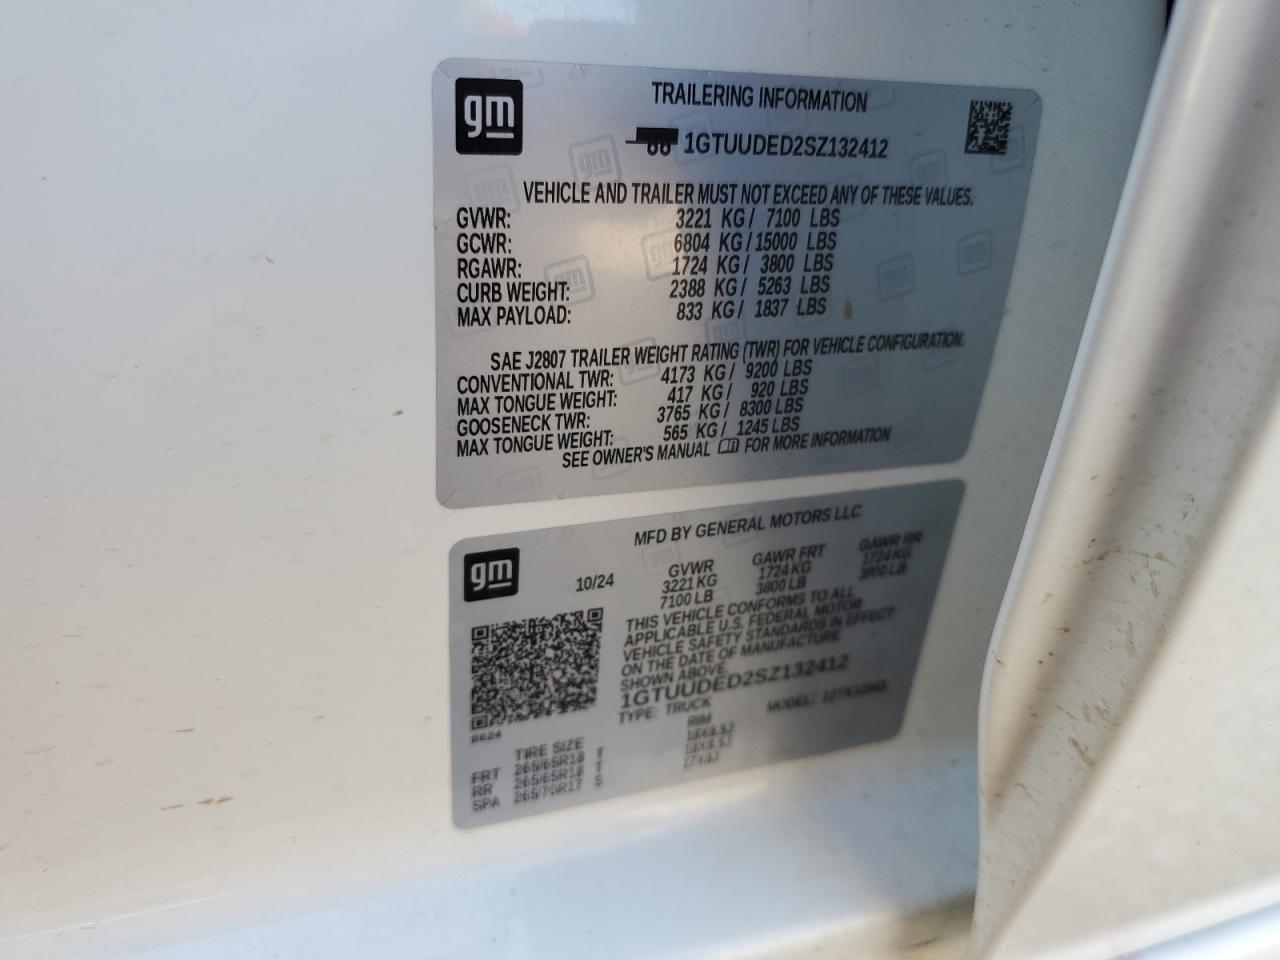 gm
TRAILERING INFORMATION
1GTUUDED2SZ132412
VEHICLE AND TRAILER MUST NOT EXCEED ANY OF THESE VALUES.
GVWR: 3221 KG/ 7100 LBS
GCWR: 6804 KG/15000 LBS
RGAWR: 1724 KG/ 3800 LBS
CURB WEIGHT: 2388 KG/ 5263 LBS
MAX PAYLOAD: 833 KG/ 1837 LBS
SAE J2807 TRAILER WEIGHT RATING (TWR) FOR VEHICLE CONFIGURATION.
CONVENTIONAL TWR: 4173 KG/ 9200 LBS
MAX TONGUE WEIGHT: 417 KG/ 920 LBS
GOOSENECK TWR: 3765 KG/ 8300 LBS
MAX TONGUE WEIGHT: 565 KG/ 1245 LBS
SEE OWNER'S MANUAL FOR MORE INFORMATION
gm
MFD BY GENERAL MOTORS LLC
10/24
GVWR GAWR FRT GAWR RR
3221 KG 1724 KG 1724 KG
7100 LB 3800 LB 3800 LB
THIS VEHICLE CONFORMS TO ALL
APPLICABLE U.S. FEDERAL MOTOR
VEHICLE SAFETY STANDARDS IN EFFECT
ON THE DATE OF MANUFACTURE
SHOWN ABOVE.
1GTUUDED2SZ132412
TYPE: TRUCK MODEL:
TIRE SIZE RIM
FRT 265/65R18 T
RR 265/65R18 T
SPA 265/70R17 S